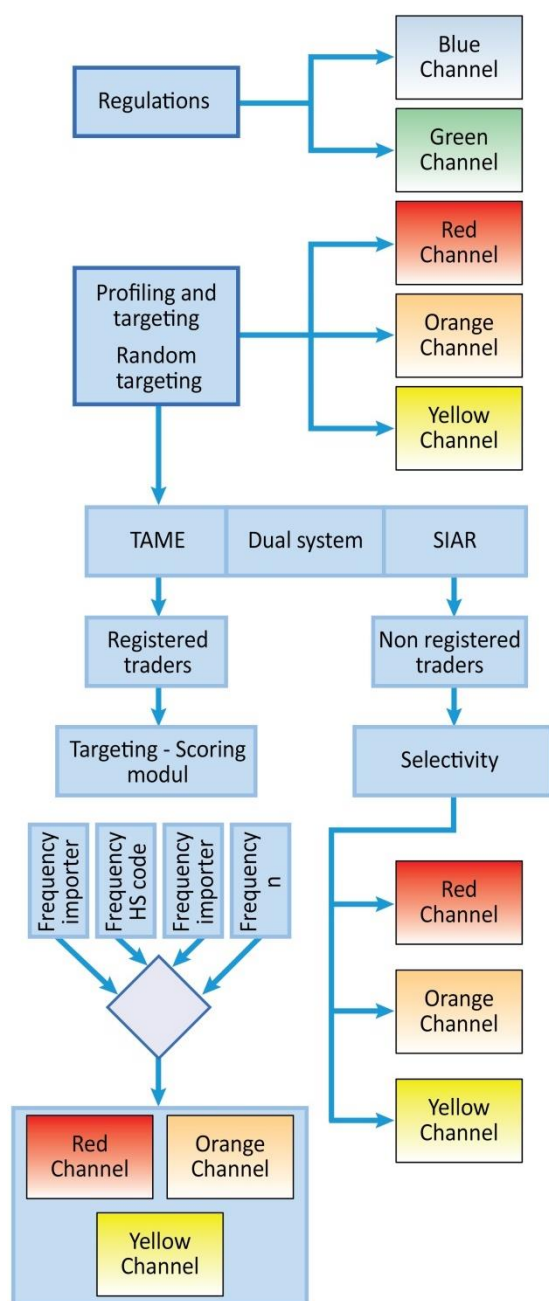 Blue
Channel
Regulations
Green
Channel
Red
Channel
Profiling and
targeting
Random
targeting
Orange
Channel
Yellow
Channel
TAME
Dual system
SIAR
Registered
traders
Non registered
traders
Targeting - Scoring
modul
Selectivity
Frequency
importer
Frequency
HS code
Frequency
importer
Frequency
n
Red
Channel
Orange
Channel
Yellow
Channel
Red
Channel
Orange
Channel
Yellow
Channel